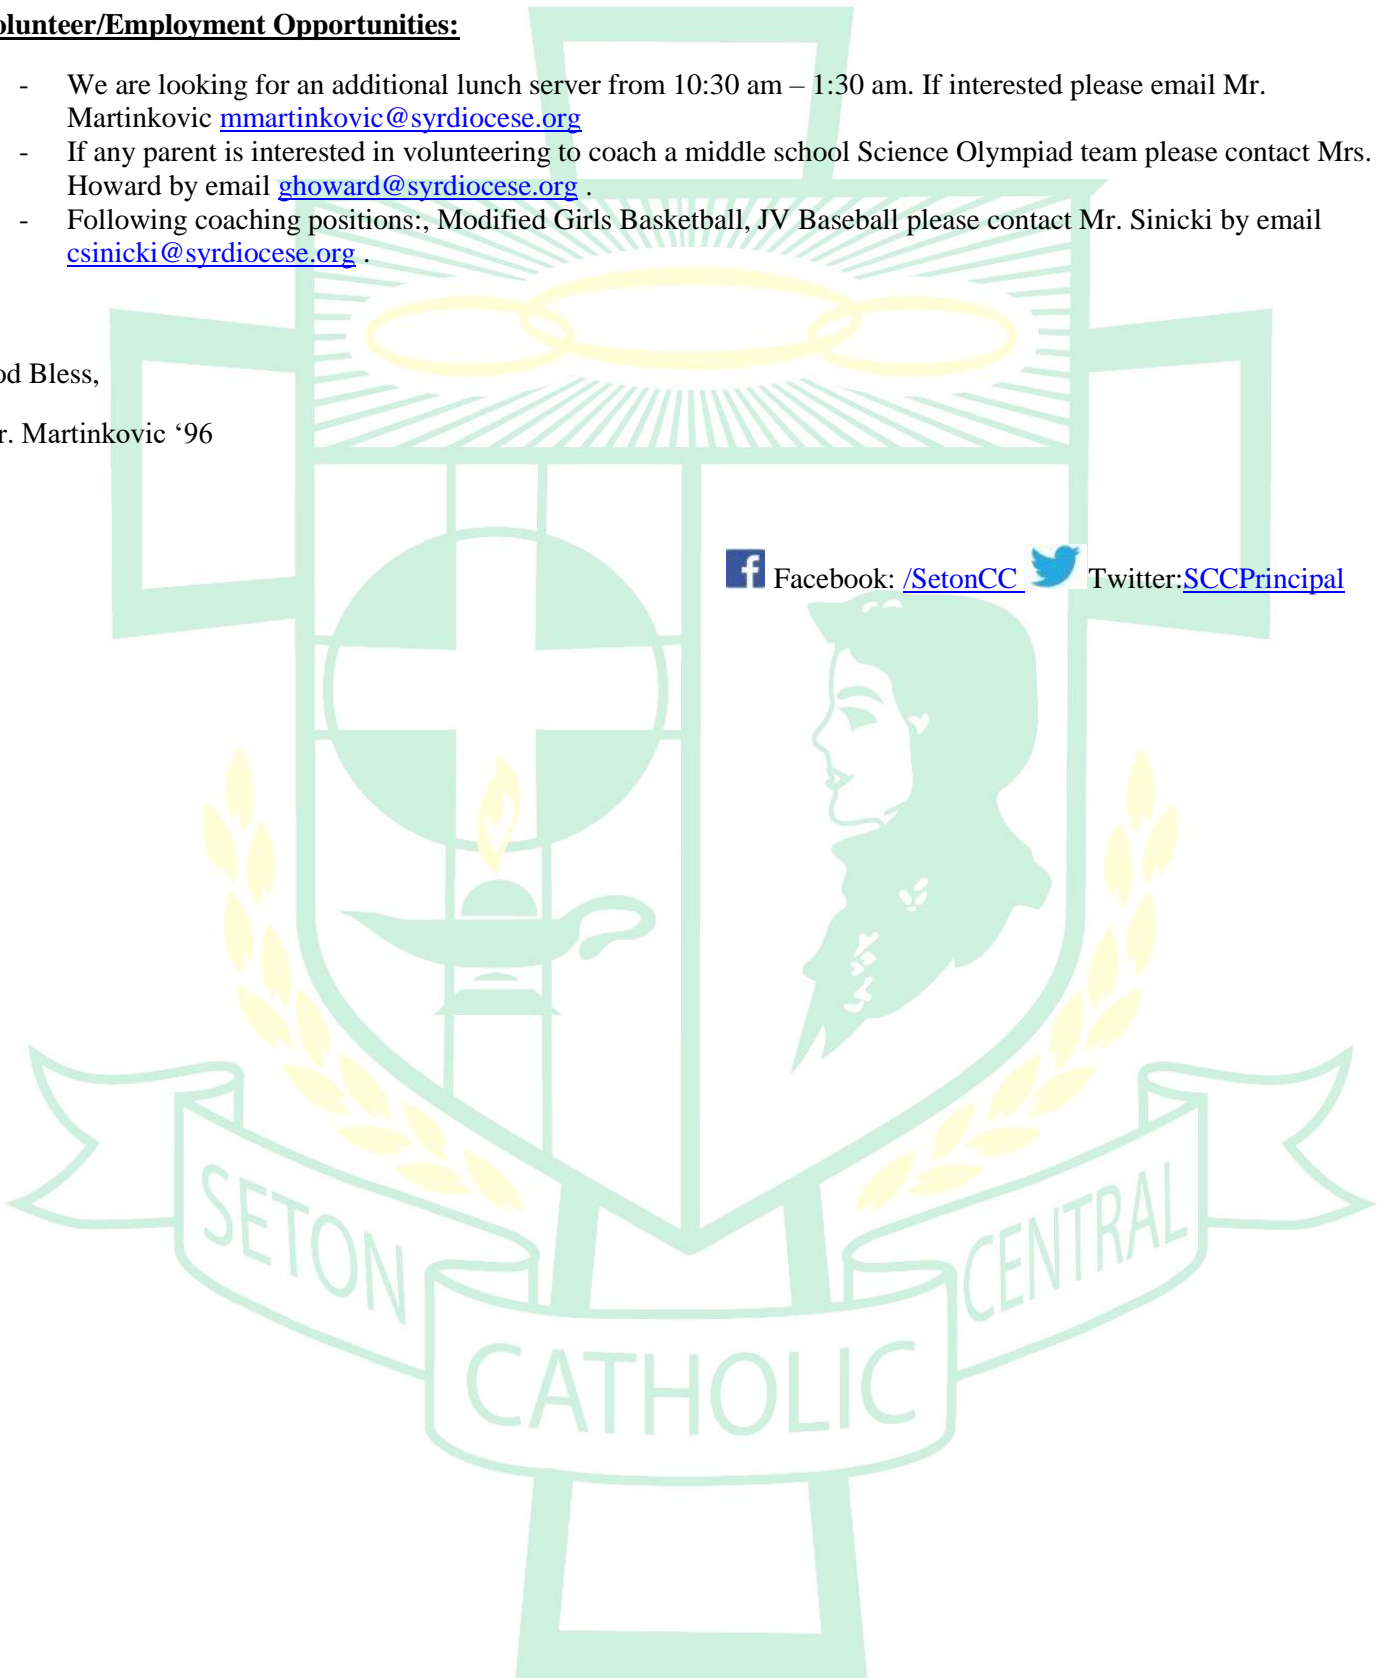 olunteer/Employment Opportunities:
- We are looking for an additional lunch server from 10:30 am – 1:30 am. If interested please email Mr.
Martinkovic mmartinkovic@syrdiocese.org
- If any parent is interested in volunteering to coach a middle school Science Olympiad team please contact Mrs.
Howard by email ghoward@syrdiocese.org .
- Following coaching positions:, Modified Girls Basketball, JV Baseball please contact Mr. Sinicki by email
csinicki@syrdiocese.org .
od Bless,
r. Martinkovic ‘96
Facebook: /SetonCC Twitter:SCCPrincipal
SETON
CATHOLIC
CENTRAL